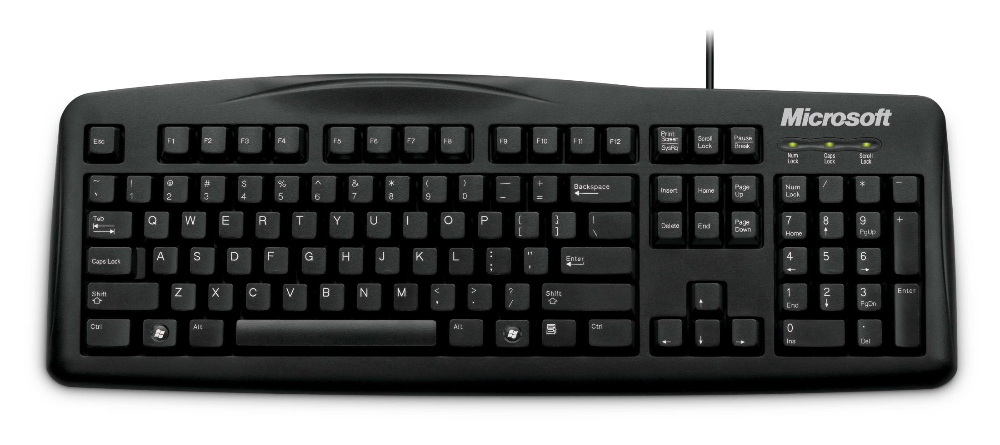 Microsoft
Esc F1 F2 F3 F4 F5 F6 F7 F8 F9 F10 F11 F12
Print
Screen
SysRq
Scroll
Lock
Pause
Break
Num
Lock
Caps
Lock
Scroll
Lock
~ ! @ # $ % ^ & * ( ) — +
` 1 2 3 4 5 6 7 8 9 0 - =
Backspace
Insert Home Page
Up
Num
Lock
/ * -
Tab Q W E R T Y U I O P { } |
[ ] \
Delete End Page
Down
7 8 9 +
Home ↑ PgUp
Caps Lock A S D F G H J K L : "
; '
Enter
4 5 6
← →
Shift Z X C V B N M < > ?
, . /
Shift
↑
1 2 3 Enter
End ↓ PgDn
Ctrl Alt Alt Ctrl
← ↓ →
0 .
Ins Del